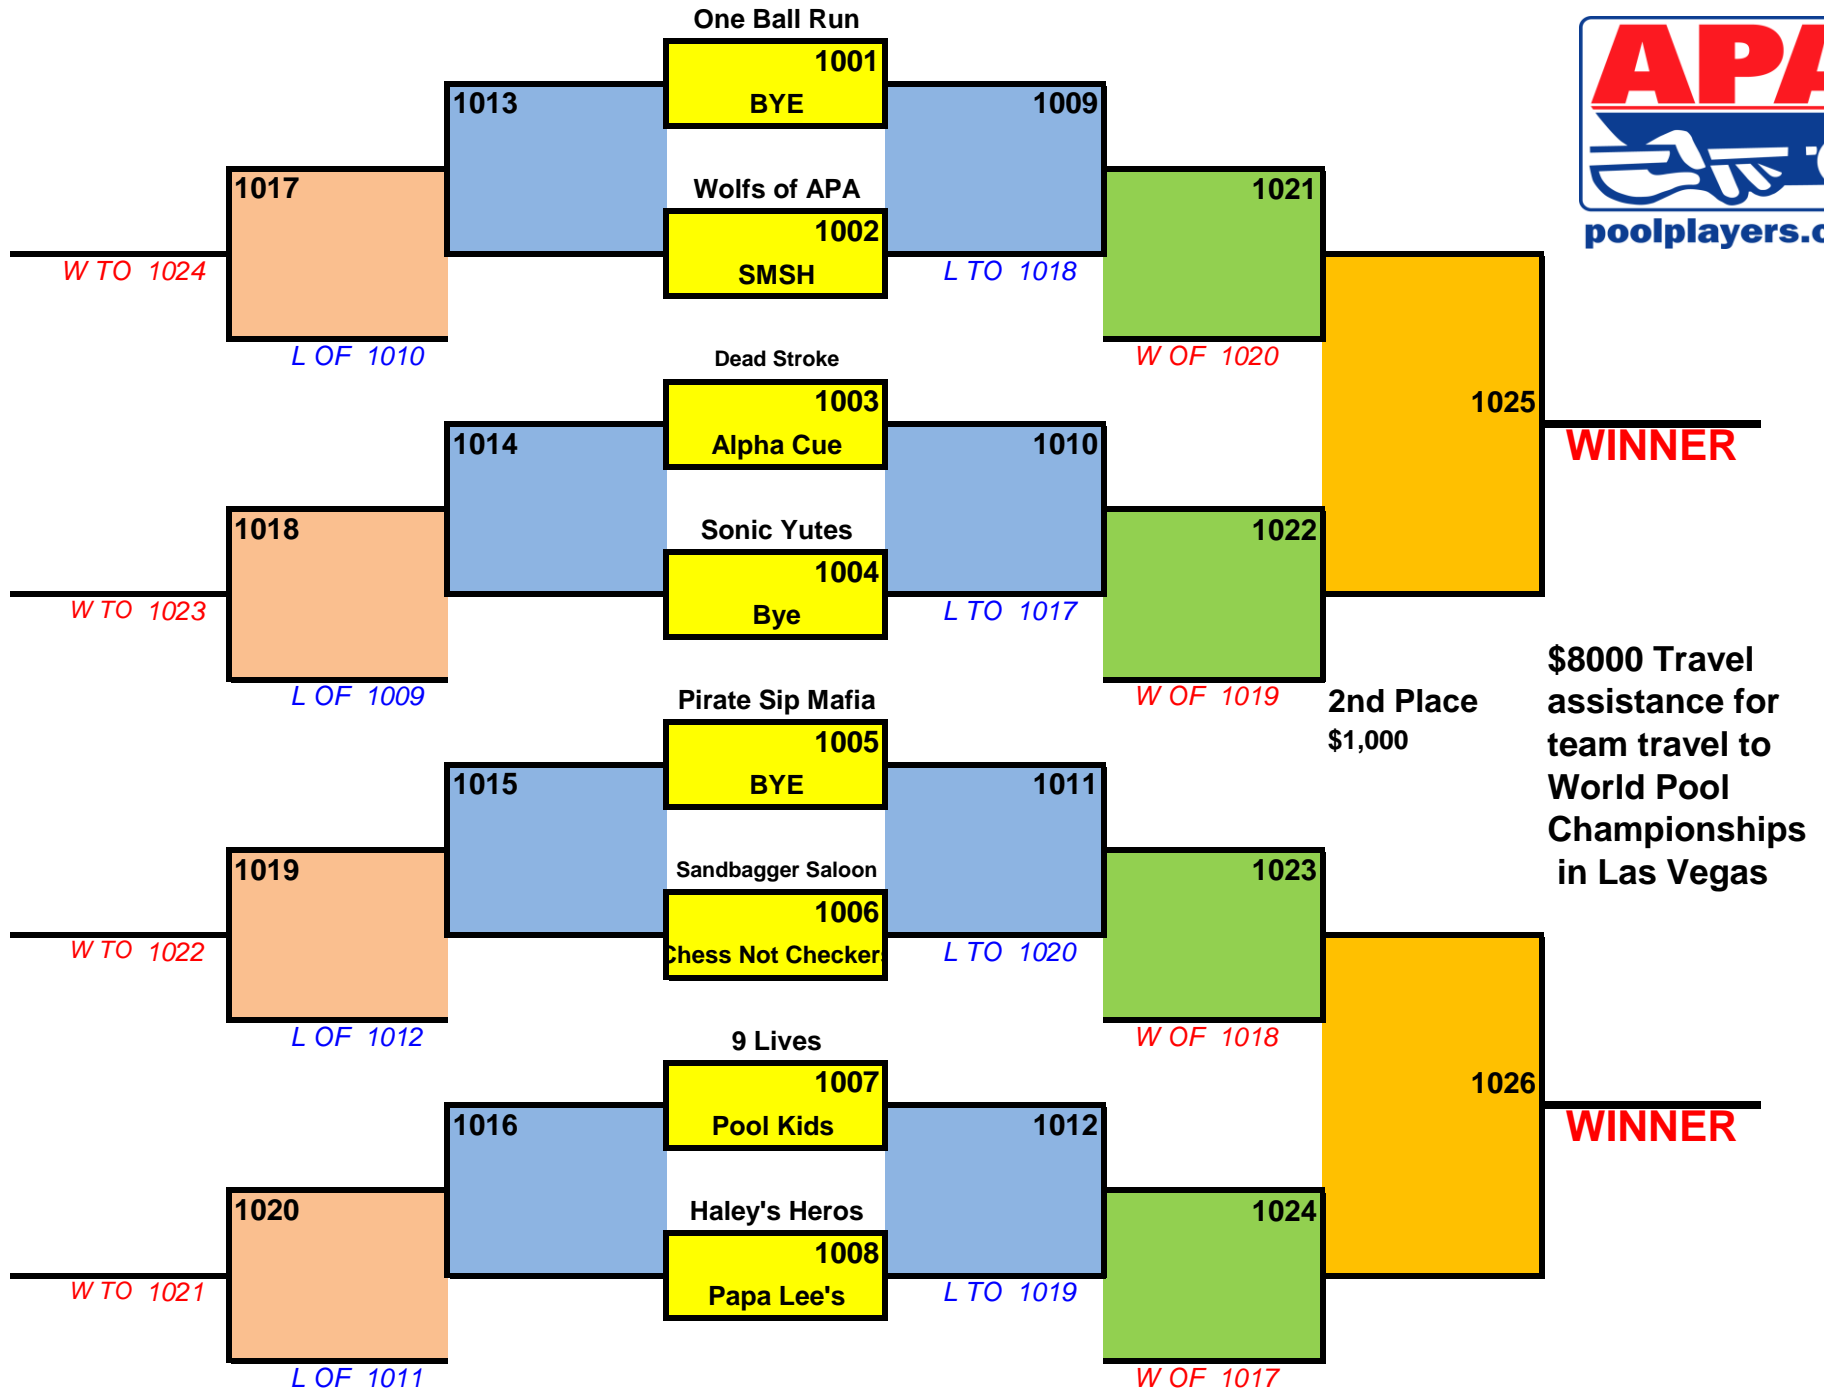 One Ball Run
1001
1013
BYE
1009
APA
1017
Wolfs of APA
1021
1002
poolplayers.c
W TO 1024
SMSH
L TO 1018
L OF 1010
Dead Stroke
W OF 1020
1003
1025
1014
Alpha Cue
1010
WINNER
1018
Sonic Yutes
1022
1004
W TO 1023
Bye
L TO 1017
$8000 Travel
assistance for
team travel to
World Pool
Championships
in Las Vegas
L OF 1009
Pirate Sip Mafia
W OF 1019
2nd Place
$1,000
1005
1015
BYE
1011
1019
Sandbagger Saloon
1023
1006
W TO 1022
Chess Not Checker
L TO 1020
L OF 1012
9 Lives
W OF 1018
1007
1026
1016
Pool Kids
1012
WINNER
1020
Haley's Heros
1024
1008
W TO 1021
Papa Lee's
L TO 1019
L OF 1011
W OF 1017